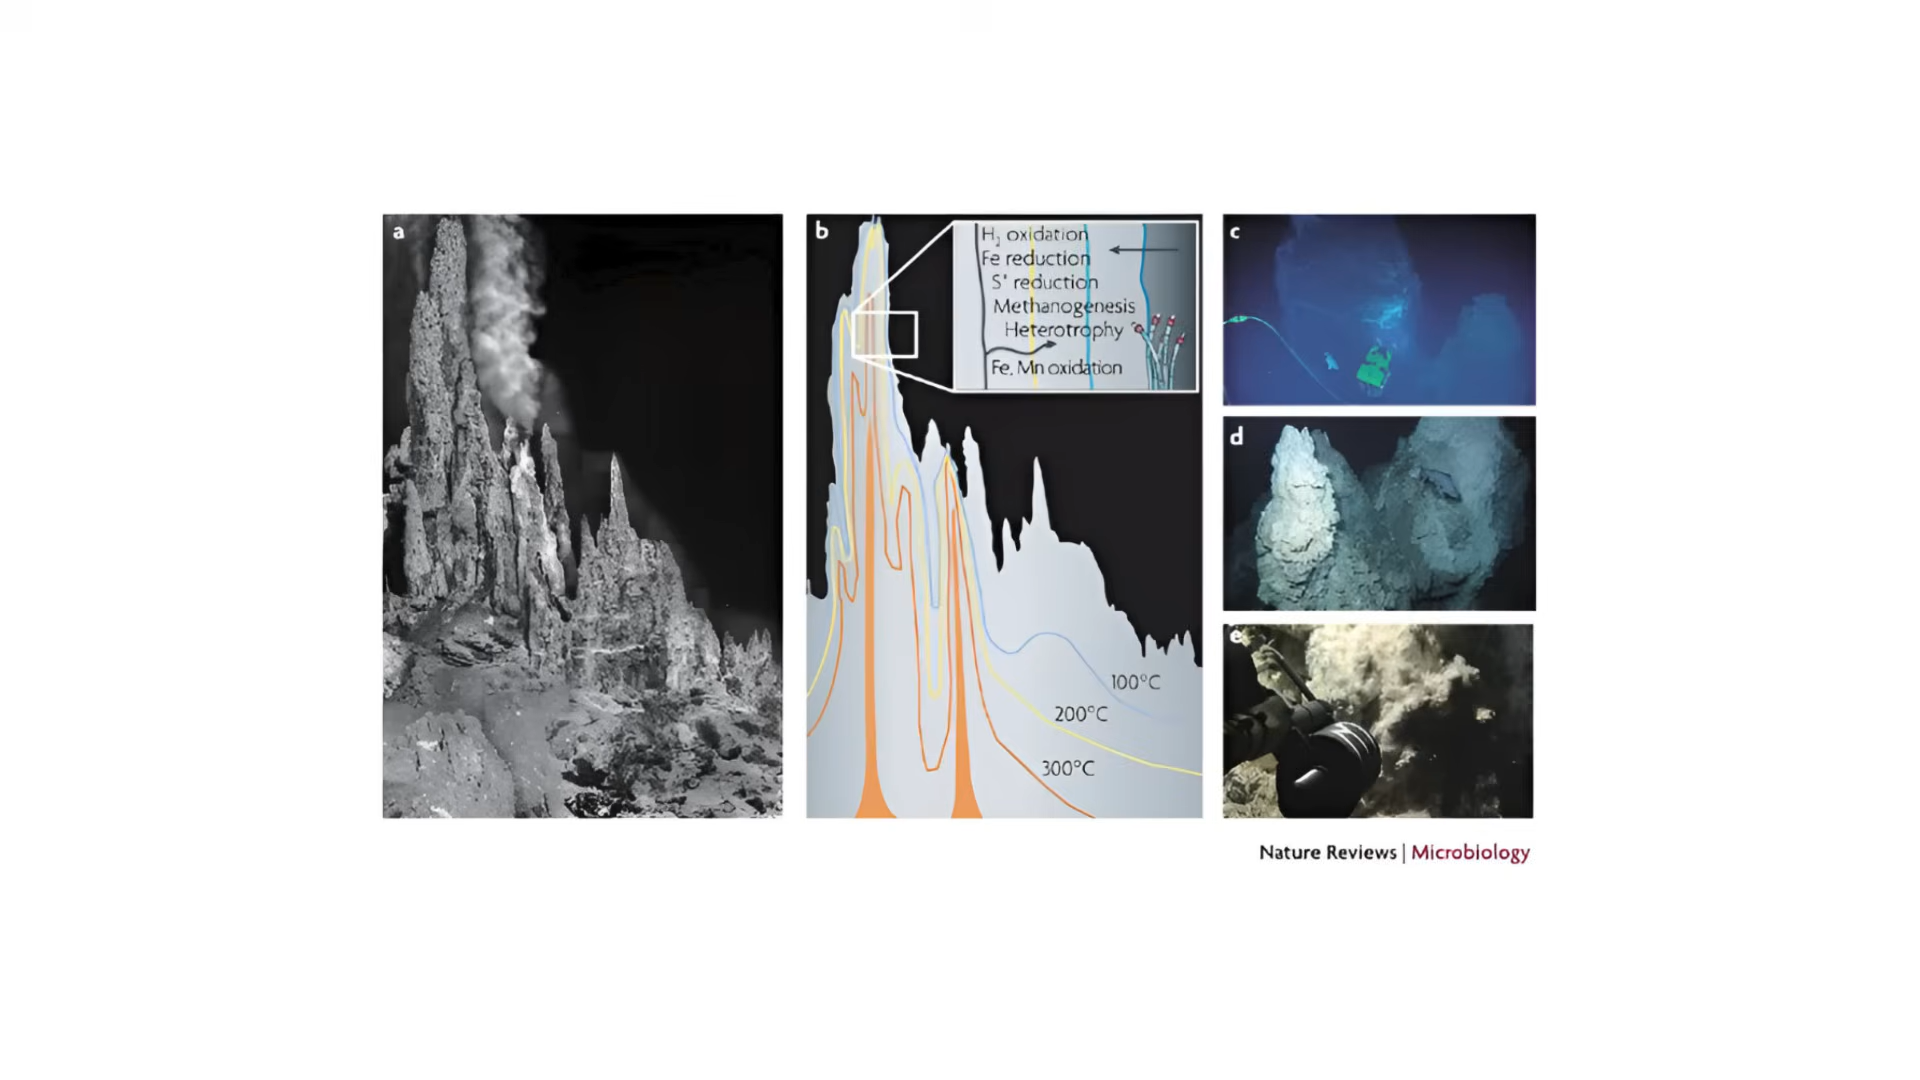 a
b
H₂ oxidation
Fe reduction
S° reduction
Methanogenesis
Heterotrophy
Fe, Mn oxidation
100°C
200°C
300°C
c
d
e
Nature Reviews | Microbiology